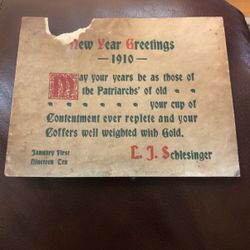 New Year Greetings
— 1910 —
May your years be as those of
the Patriarchs' of old
your cup of
Contentment ever replete and your
Coffers well weighted with Gold.
January First
Nineteen Ten
L. J. Schlesinger